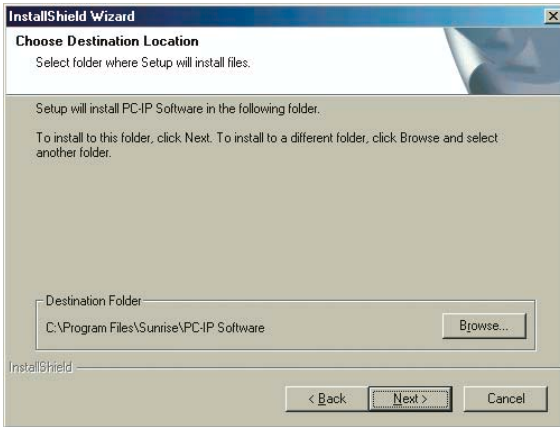 InstallShield Wizard
Choose Destination Location
Select folder where Setup will install files.
Setup will install PC-IP Software in the following folder.
To install to this folder, click Next. To install to a different folder, click Browse and select
another folder.
Destination Folder
C:\Program Files\Sunrise\PC-IP Software
Browse...
InstallShield
< Back
Next >
Cancel